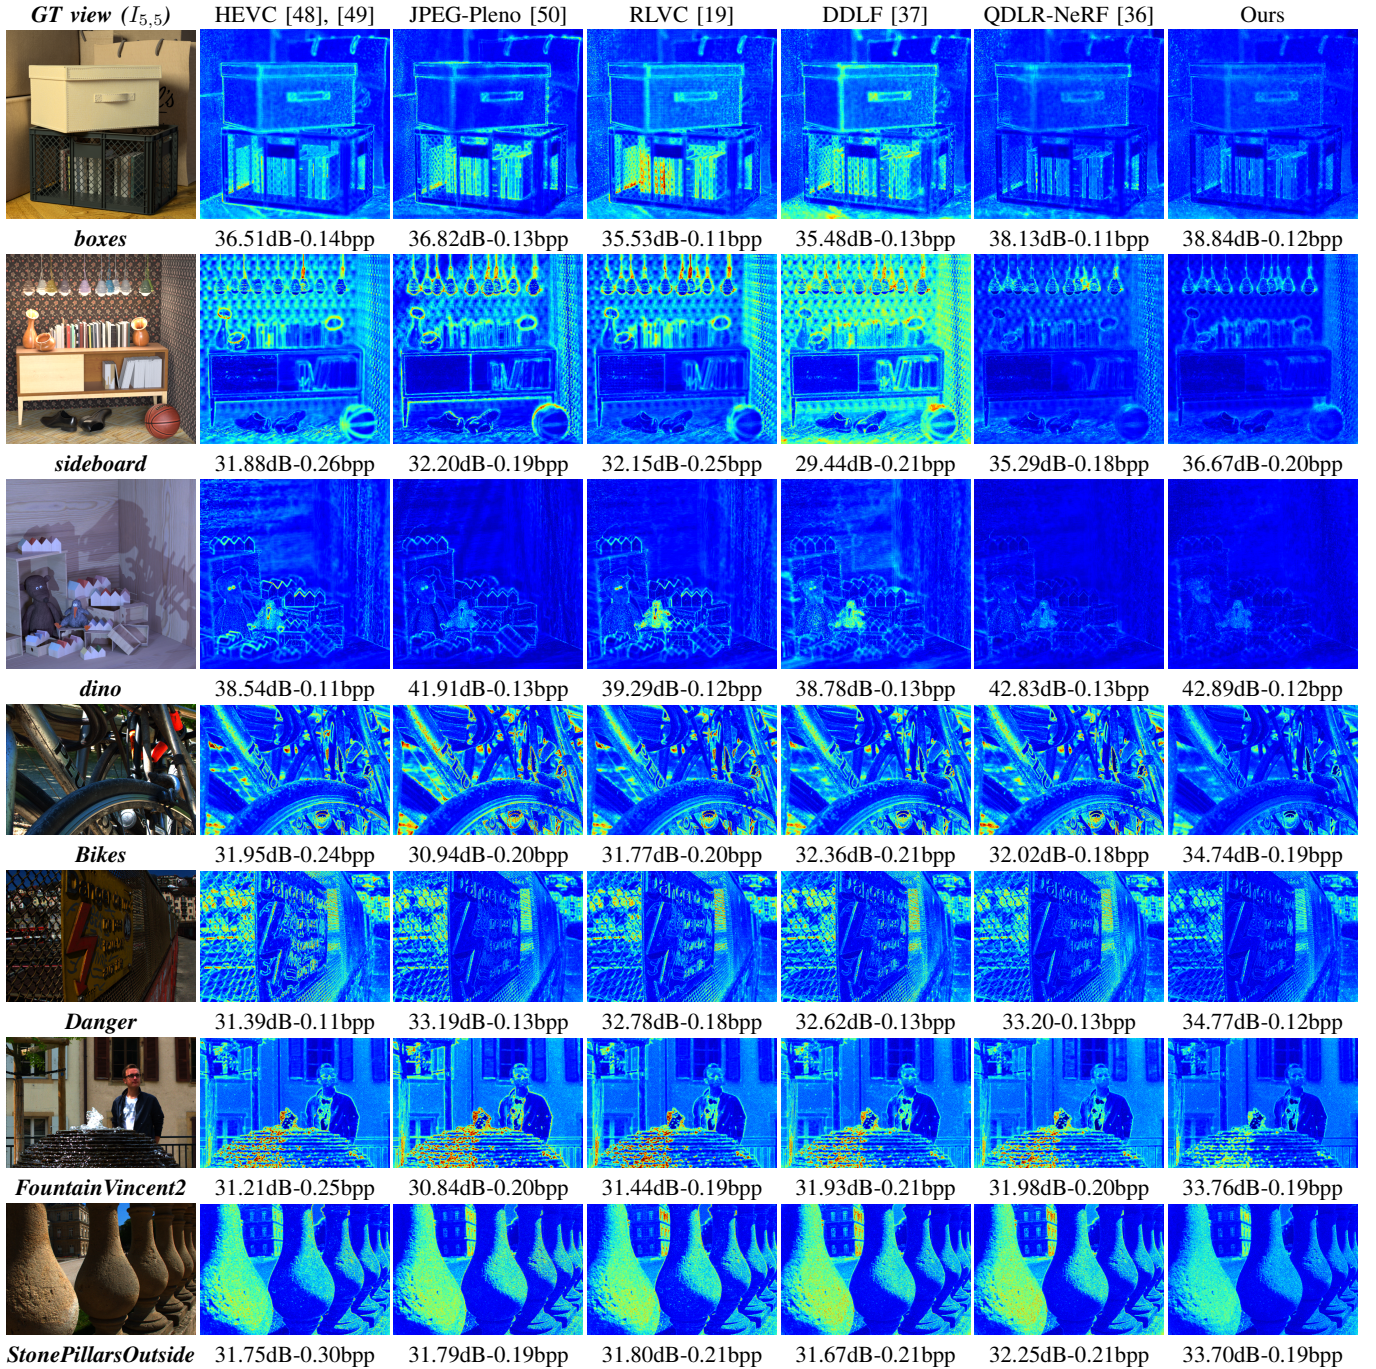 GT view (I5,5) HEVC [48], [49] JPEG-Pleno [50] RLVC [19] DDLF [37] QDLR-NeRF [36] Ours
boxes 36.51dB-0.14bpp 36.82dB-0.13bpp 35.53dB-0.11bpp 35.48dB-0.13bpp 38.13dB-0.11bpp 38.84dB-0.12bpp
sideboard 31.88dB-0.26bpp 32.20dB-0.19bpp 32.15dB-0.25bpp 29.44dB-0.21bpp 35.29dB-0.18bpp 36.67dB-0.20bpp
dino 38.54dB-0.11bpp 41.91dB-0.13bpp 39.29dB-0.12bpp 38.78dB-0.13bpp 42.83dB-0.13bpp 42.89dB-0.12bpp
Bikes 31.95dB-0.24bpp 30.94dB-0.20bpp 31.77dB-0.20bpp 32.36dB-0.21bpp 32.02dB-0.18bpp 34.74dB-0.19bpp
Danger 31.39dB-0.11bpp 33.19dB-0.13bpp 32.78dB-0.18bpp 32.62dB-0.13bpp 33.20-0.13bpp 34.77dB-0.12bpp
FountainVincent2 31.21dB-0.25bpp 30.84dB-0.20bpp 31.44dB-0.19bpp 31.93dB-0.21bpp 31.98dB-0.20bpp 33.76dB-0.19bpp
StonePillarsOutside 31.75dB-0.30bpp 31.79dB-0.19bpp 31.80dB-0.21bpp 31.67dB-0.21bpp 32.25dB-0.21bpp 33.70dB-0.19bpp